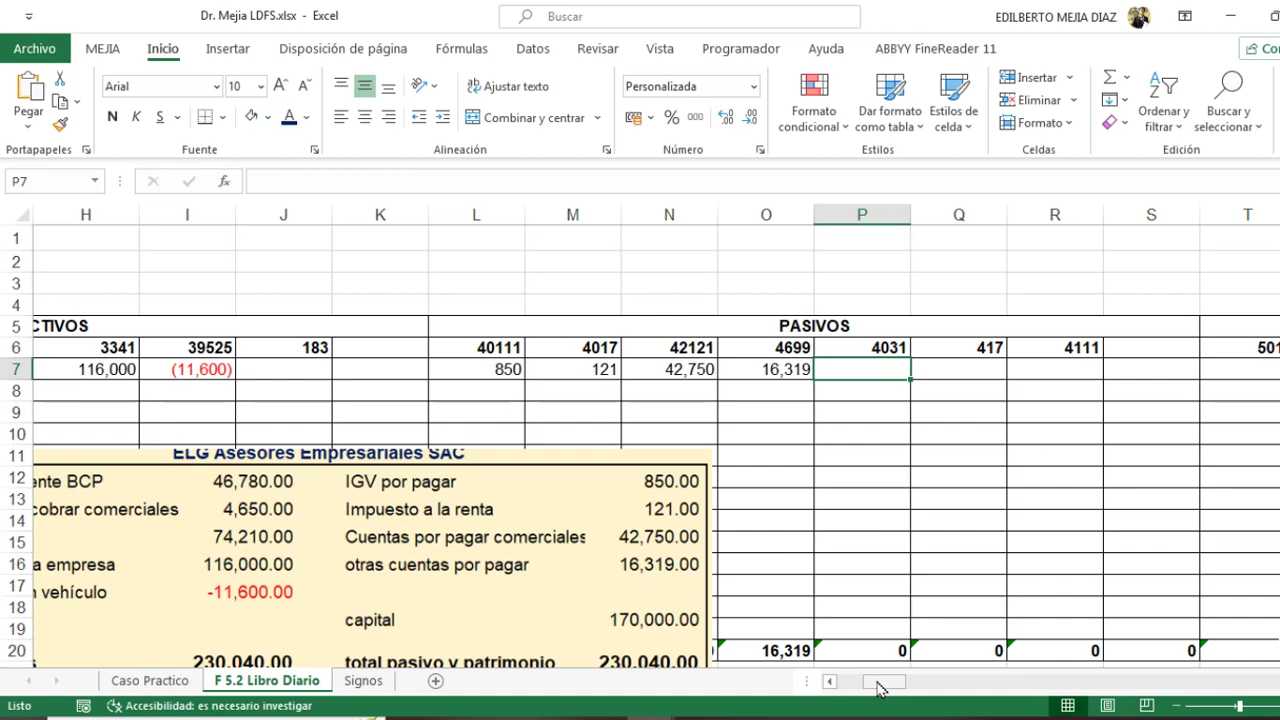 Dr. Mejia LDFS.xlsx - Excel
Buscar
EDILBERTO MEJIA DIAZ
Archivo MEJIA Inicio Insertar Disposición de página Fórmulas Datos Revisar Vista Programador Ayuda ABBYY FineReader 11
Pegar
Arial 10
N K S
Ajustar texto
Combinar y centrar
Personalizada
% 000
Formato condicional
Dar formato como tabla
Estilos de celda
Insertar
Eliminar
Formato
Ordenar y filtrar
Buscar y seleccionar
Portapapeles Fuente Alineación Número Estilos Celdas Edición
P7 fx
H I J K L M N O P Q R S T
1
2
3
4
5 CTIVOS PASIVOS
6 3341 39525 183 40111 4017 42121 4699 4031 417 4111 501
7 116,000 (11,600) 850 121 42,750 16,319
8
9
10
11 ELG Asesores Empresariales SAC
12 ente BCP 46,780.00 IGV por pagar 850.00
13 cobrar comerciales 4,650.00 Impuesto a la renta 121.00
14
15 74,210.00 Cuentas por pagar comerciales 42,750.00
16 a empresa 116,000.00 otras cuentas por pagar 16,319.00
17 n vehículo -11,600.00
18 capital 170,000.00
19
20 230,040.00 total pasivo y patrimonio 230,040.00 16,319 0 0 0 0
Caso Practico F 5.2 Libro Diario Signos
Listo Accesibilidad: es necesario investigar